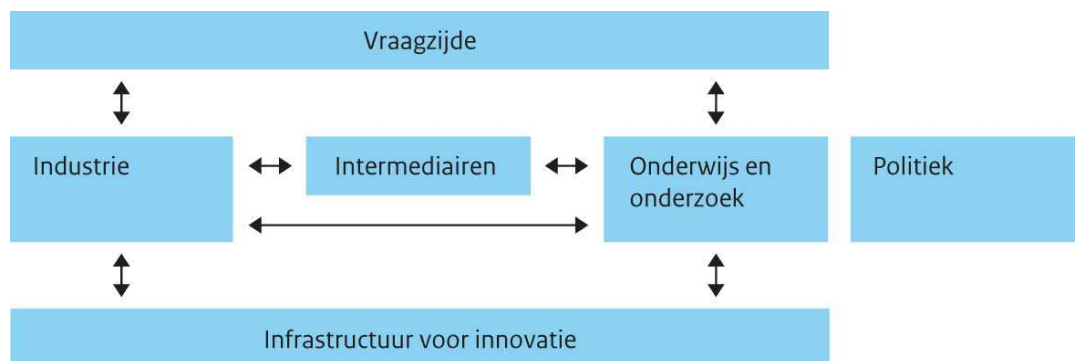 Vraagzijde
Industrie
Intermediairen
Onderwijs en
onderzoek
Politiek
Infrastructuur voor innovatie